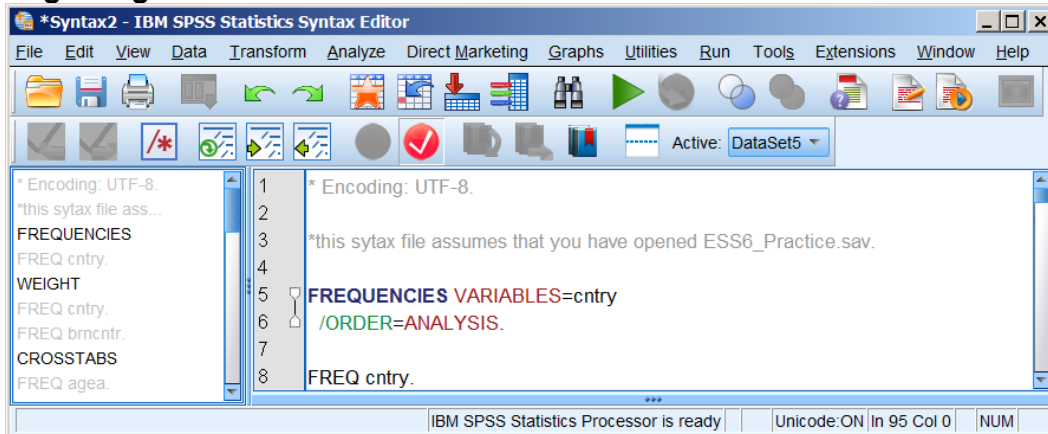 *Syntax2 - IBM SPSS Statistics Syntax Editor
File Edit View Data Transform Analyze Direct Marketing Graphs Utilities Run Tools Extensions Window Help
/*
Active: DataSet5
* Encoding: UTF-8.
*this sytax file ass...
FREQUENCIES
FREQ cntry.
WEIGHT
FREQ cntry.
FREQ brncntr.
CROSSTABS
FREQ agea.
1 * Encoding: UTF-8.
2
3 *this sytax file assumes that you have opened ESS6_Practice.sav.
4
5 FREQUENCIES VARIABLES=cntry
6 /ORDER=ANALYSIS.
7
8 FREQ cntry.
IBM SPSS Statistics Processor is ready Unicode:ON In 95 Col 0 NUM